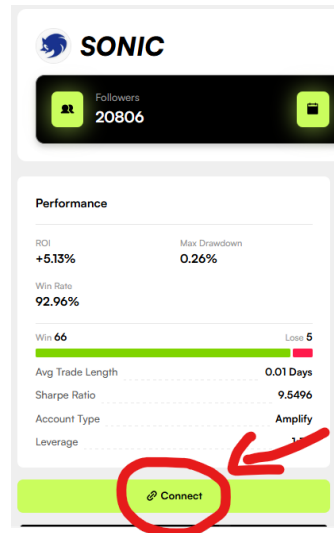 SONIC
Followers
20806
Performance
ROI Max Drawdown
+5.13% 0.26%
Win Rate
92.96%
Win 66 Lose 5
Avg Trade Length 0.01 Days
Sharpe Ratio 9.5496
Account Type Amplify
Leverage
Connect